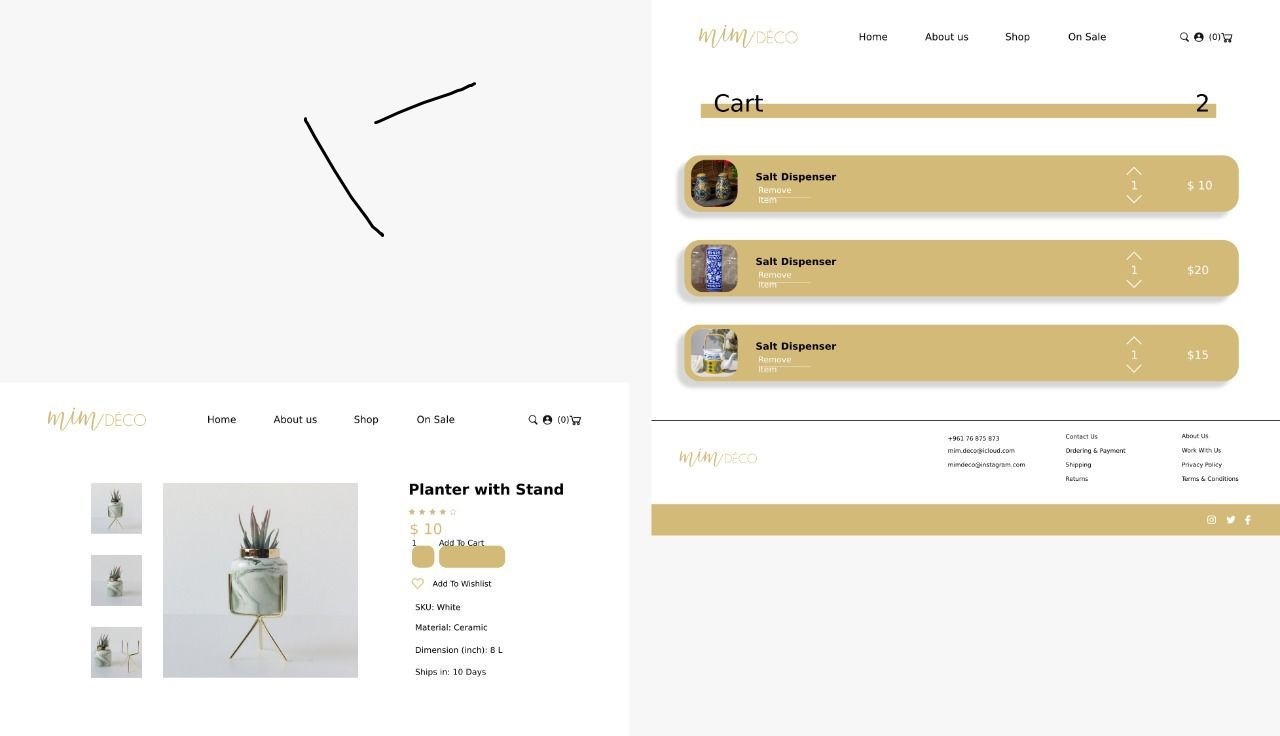 mim/DÉCO
Home About us Shop On Sale
(0)
Cart 2
Salt Dispenser
Remove
Item
1
$ 10
Salt Dispenser
Remove
Item
1
$20
Salt Dispenser
Remove
Item
1
$15
mim/DÉCO
+961 76 875 873
mim.deco@icloud.com
mimdeco@instagram.com
Contact Us
Ordering & Payment
Shipping
Returns
About Us
Work With Us
Privacy Policy
Terms & Conditions
mim/DÉCO
Home About us Shop On Sale
(0)
Planter with Stand
$ 10
1 Add To Cart
Add To Wishlist
SKU: White
Material: Ceramic
Dimension (inch): 8 L
Ships in: 10 Days